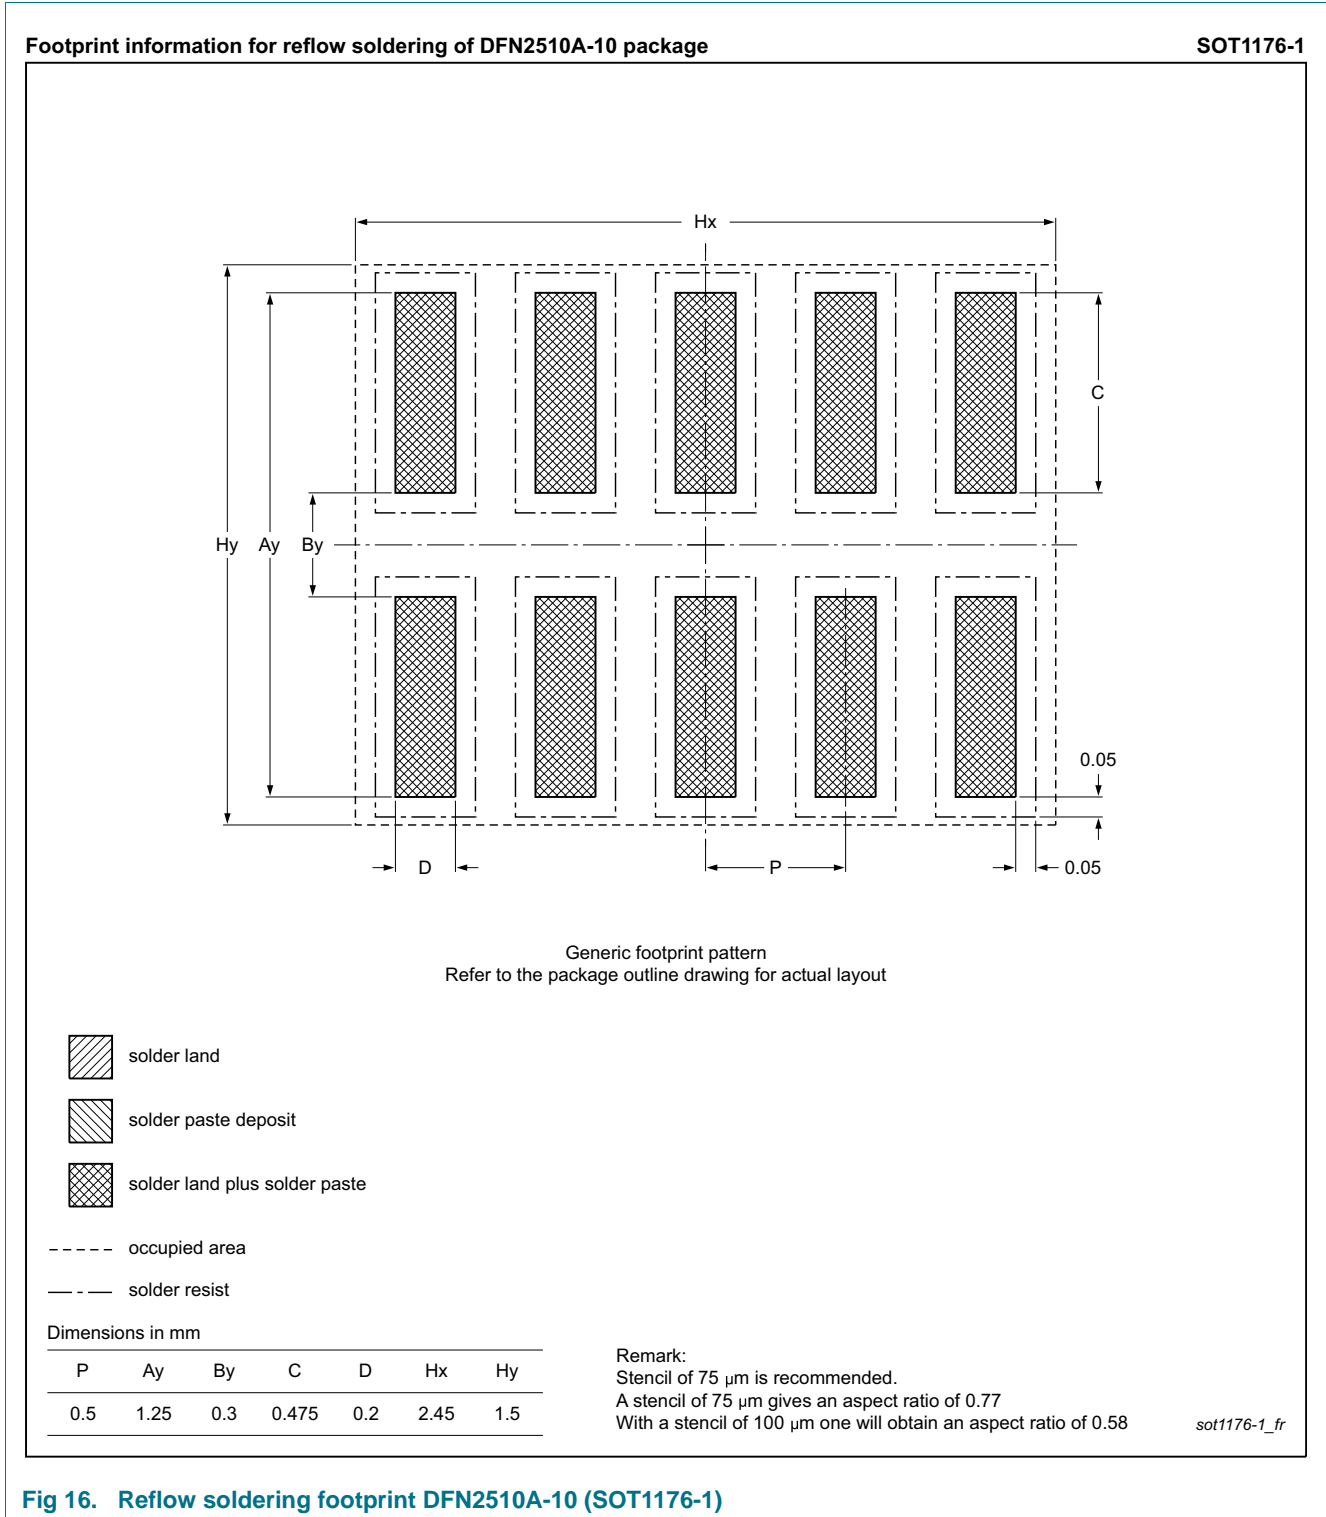 Footprint information for reflow soldering of DFN2510A-10 package SOT1176-1
Hx
C
Hy Ay By
0.05
D P 0.05
Generic footprint pattern
Refer to the package outline drawing for actual layout
solder land
solder paste deposit
solder land plus solder paste
occupied area
solder resist
Dimensions in mm
P Ay By C D Hx Hy
0.5 1.25 0.3 0.475 0.2 2.45 1.5
Remark:
Stencil of 75 μm is recommended.
A stencil of 75 μm gives an aspect ratio of 0.77
With a stencil of 100 μm one will obtain an aspect ratio of 0.58
sot1176-1_fr
Fig 16. Reflow soldering footprint DFN2510A-10 (SOT1176-1)